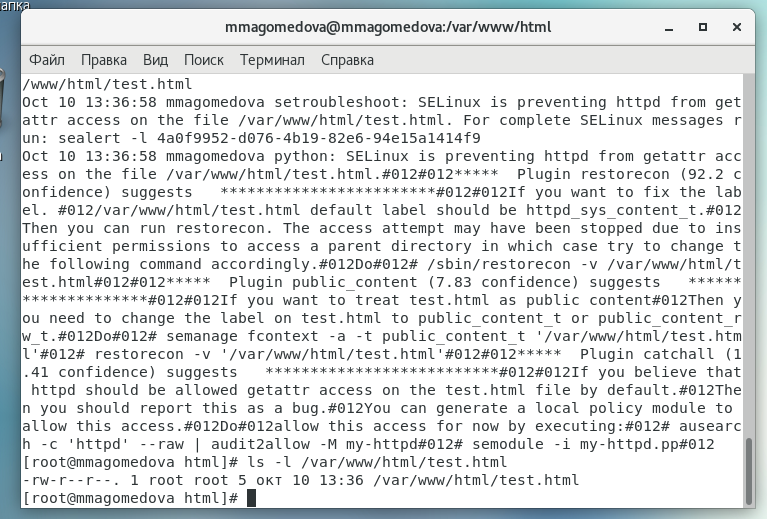 апка
mmagomedova@mmagomedova:/var/www/html
Файл Правка Вид Поиск Терминал Справка
/www/html/test.html
Oct 10 13:36:58 mmagomedova setroubleshoot: SELinux is preventing httpd from get
attr access on the file /var/www/html/test.html. For complete SELinux messages r
un: sealert -l 4a0f9952-d076-4b19-82e6-94e15a1414f9
Oct 10 13:36:58 mmagomedova python: SELinux is preventing httpd from getattr acc
ess on the file /var/www/html/test.html.#012#012*****  Plugin restorecon (92.2 c
onfidence) suggests   ************************#012#012If you want to fix the lab
el. #012/var/www/html/test.html default label should be httpd_sys_content_t.#012
Then you can run restorecon. The access attempt may have been stopped due to ins
ufficient permissions to access a parent directory in which case try to change t
he following command accordingly.#012Do#012# /sbin/restorecon -v /var/www/html/t
est.html#012#012*****  Plugin public_content (7.83 confidence) suggests   ******
****************#012#012If you want to treat test.html as public content#012Then y
ou need to change the label on test.html to public_content_t or public_content_r
w_t.#012Do#012# semanage fcontext -a -t public_content_t '/var/www/html/test.htm
l'#012# restorecon -v '/var/www/html/test.html'#012#012*****  Plugin catchall (1
.41 confidence) suggests   **************************#012#012If you believe that
 httpd should be allowed getattr access on the test.html file by default.#012The
n you should report this as a bug.#012You can generate a local policy module to
allow this access.#012Do#012allow this access for now by executing:#012# ausearc
h -c 'httpd' --raw | audit2allow -M my-httpd#012# semodule -i my-httpd.pp#012
[root@mmagomedova html]# ls -l /var/www/html/test.html
-rw-r--r--. 1 root root 5 окт 10 13:36 /var/www/html/test.html
[root@mmagomedova html]#